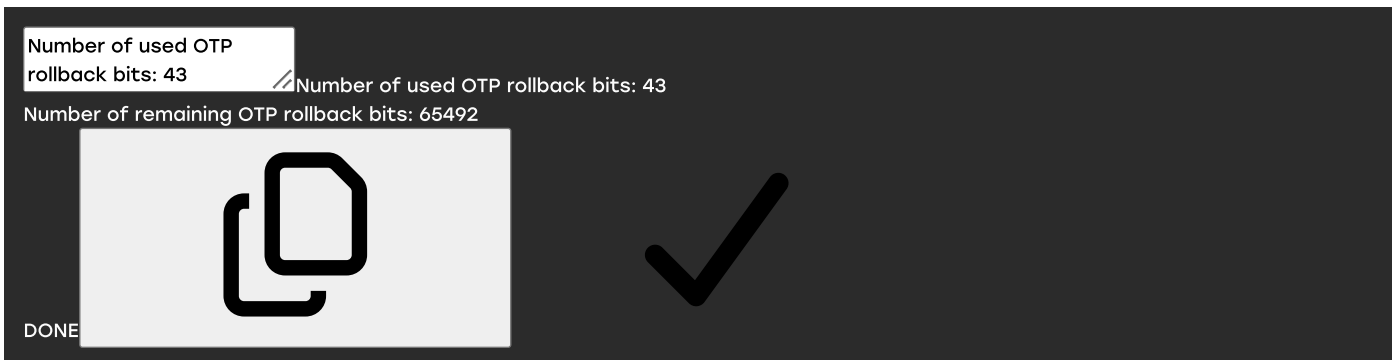 Number of used OTP
rollback bits: 43
Number of used OTP rollback bits: 43
Number of remaining OTP rollback bits: 65492
DONE